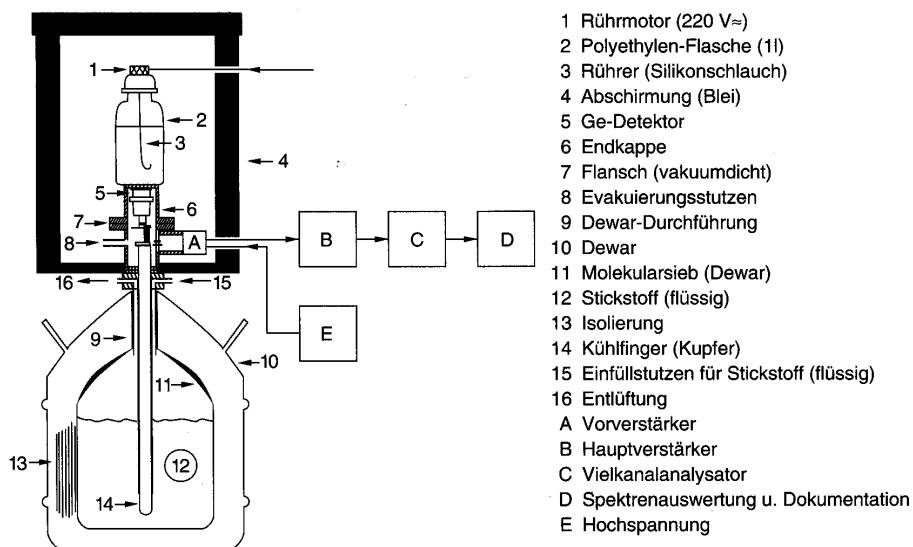 1
2
3
4
5
6
7
8
A
B
C
D
16
15
E
9
10
11
13
12
14
1 Rührmotor (220 V≈)
2 Polyethylen-Flasche (1l)
3 Rührer (Silikonschlauch)
4 Abschirmung (Blei)
5 Ge-Detektor
6 Endkappe
7 Flansch (vakuumdicht)
8 Evakuierungsstutzen
9 Dewar-Durchführung
10 Dewar
11 Molekularsieb (Dewar)
12 Stickstoff (flüssig)
13 Isolierung
14 Kühlfinger (Kupfer)
15 Einfüllstutzen für Stickstoff (flüssig)
16 Entlüftung
A Vorverstärker
B Hauptverstärker
C Vielkanalanalysator
D Spektrenauswertung u. Dokumentation
E Hochspannung